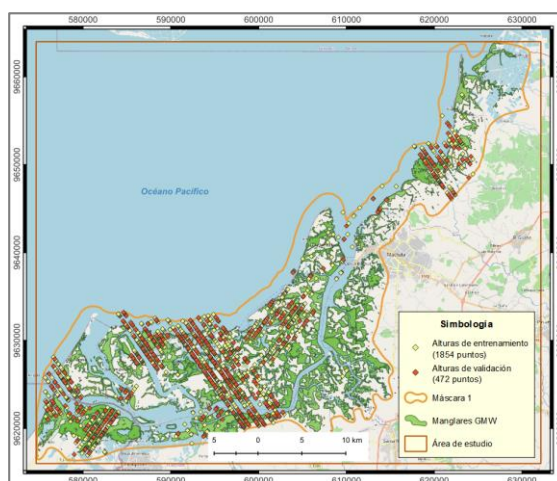 580000 590000 600000 610000 620000 630000
9660000
9650000
9640000
9630000
9620000
Océano Pacífico
Machala
Simbología
Alturas de entrenamiento
(1854 puntos)
Alturas de validación
(472 puntos)
Máscara 1
Manglares GMW
Área de estudio
5 0 5 10 km
580000 590000 600000 610000 620000 630000